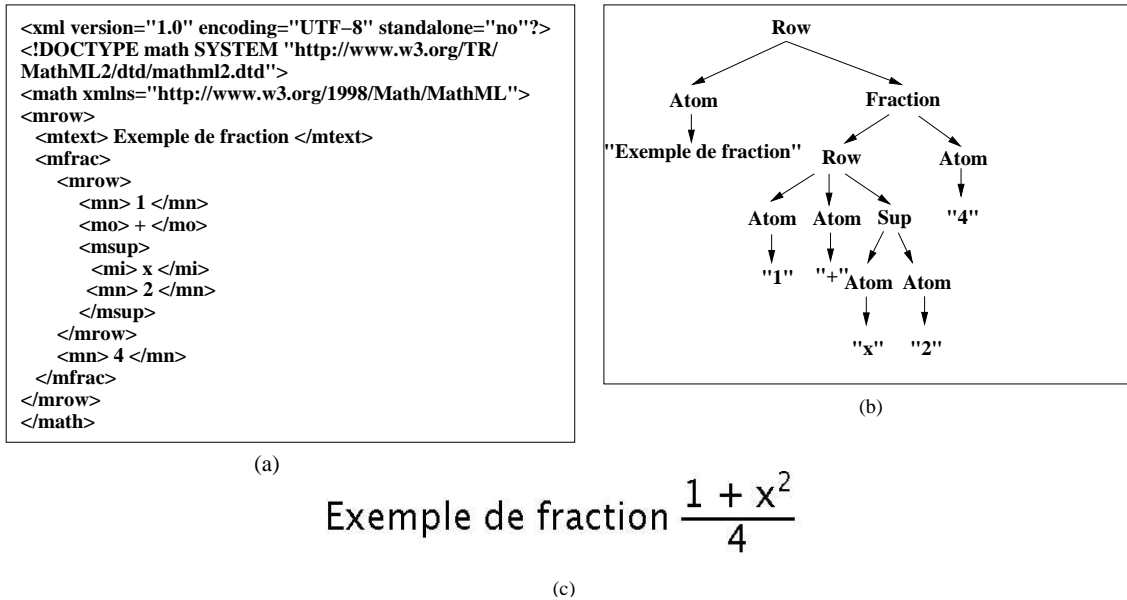 <xml version="1.0" encoding="UTF−8" standalone="no"?>
<!DOCTYPE math SYSTEM "http://www.w3.org/TR/
MathML2/dtd/mathml2.dtd">
<math xmlns="http://www.w3.org/1998/Math/MathML">
<mrow>
<mtext> Exemple de fraction </mtext>
<mfrac>
<mrow>
<mn> 1 </mn>
<mo> + </mo>
<msup>
<mi> x </mi>
<mn> 2 </mn>
</msup>
</mrow>
<mn> 4 </mn>
</mfrac>
</mrow>
</math>
(a)
Row
Atom Fraction
"Exemple de fraction" Row Atom
Atom Atom Sup "4"
"1" "+" Atom Atom
"x" "2"
(b)
Exemple de fraction 1 + x²
4
(c)